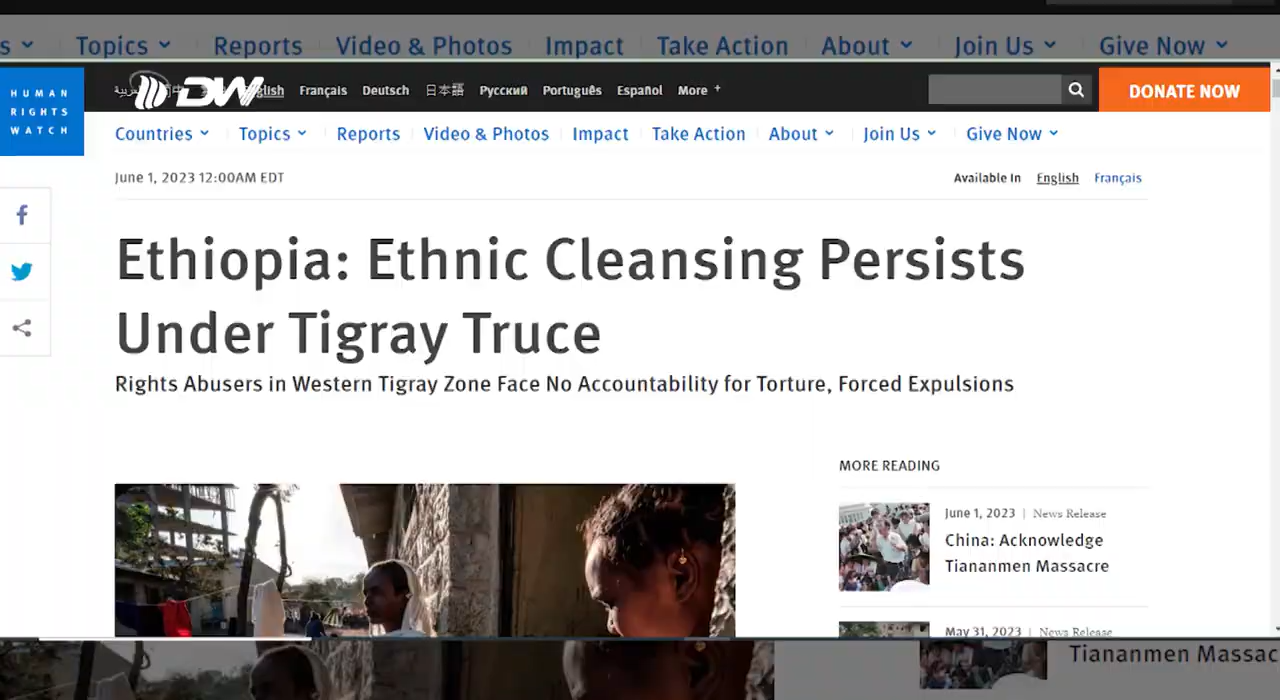 Topics Reports Video & Photos Impact Take Action About Join Us Give Now
HUMAN
RIGHTS
WATCH
DW
Français Deutsch 日本語 Русский Português Español More +
DONATE NOW
Countries Topics Reports Video & Photos Impact Take Action About Join Us Give Now
June 1, 2023 12:00AM EDT
Available In English Français
Ethiopia: Ethnic Cleansing Persists
Under Tigray Truce
Rights Abusers in Western Tigray Zone Face No Accountability for Torture, Forced Expulsions
MORE READING
June 1, 2023 | News Release
China: Acknowledge
Tiananmen Massacre
May 31, 2023 | News Release
Tiananmen Massac